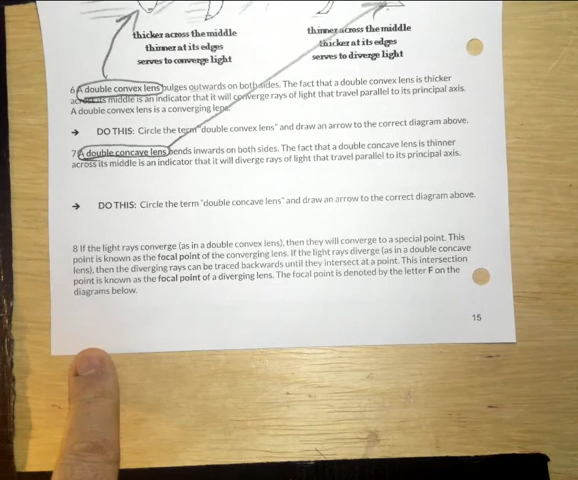 thicker across the middle
thinner at its edges
serves to converge light
thinner across the middle
thicker at its edges
serves to diverge light
6 A double convex lens bulges outwards on both sides. The fact that a double convex lens is thicker
across its middle is an indicator that it will converge rays of light that travel parallel to its principal axis.
A double convex lens is a converging lens.
→ DO THIS: Circle the term "double convex lens" and draw an arrow to the correct diagram above.
7 A double concave lens bends inwards on both sides. The fact that a double concave lens is thinner
across its middle is an indicator that it will diverge rays of light that travel parallel to its principal axis.
→ DO THIS: Circle the term "double concave lens" and draw an arrow to the correct diagram above.
8 If the light rays converge (as in a double convex lens), then they will converge to a special point. This
point is known as the focal point of the converging lens. If the light rays diverge (as in a double concave
lens), then the diverging rays can be traced backwards until they intersect at a point. This intersection
point is known as the focal point of a diverging lens. The focal point is denoted by the letter F on the
diagrams below.
15